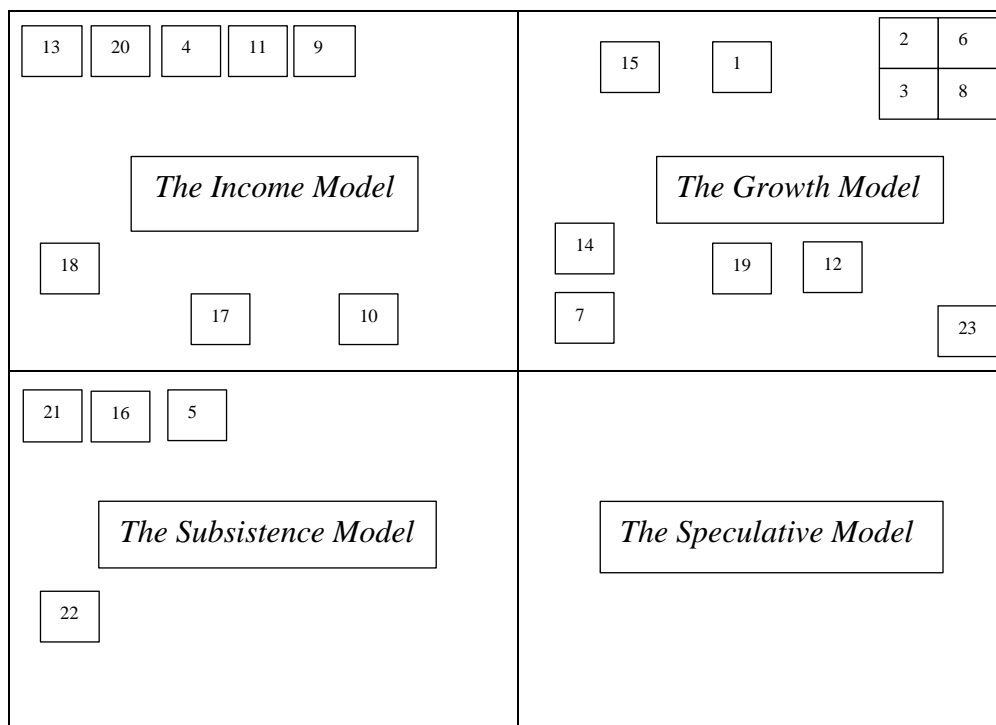 13 20 4 11 9
The Income Model
18
17 10
15 1 2 6
3 8
The Growth Model
14 19 12
7 23
21 16 5
The Subsistence Model
22
The Speculative Model